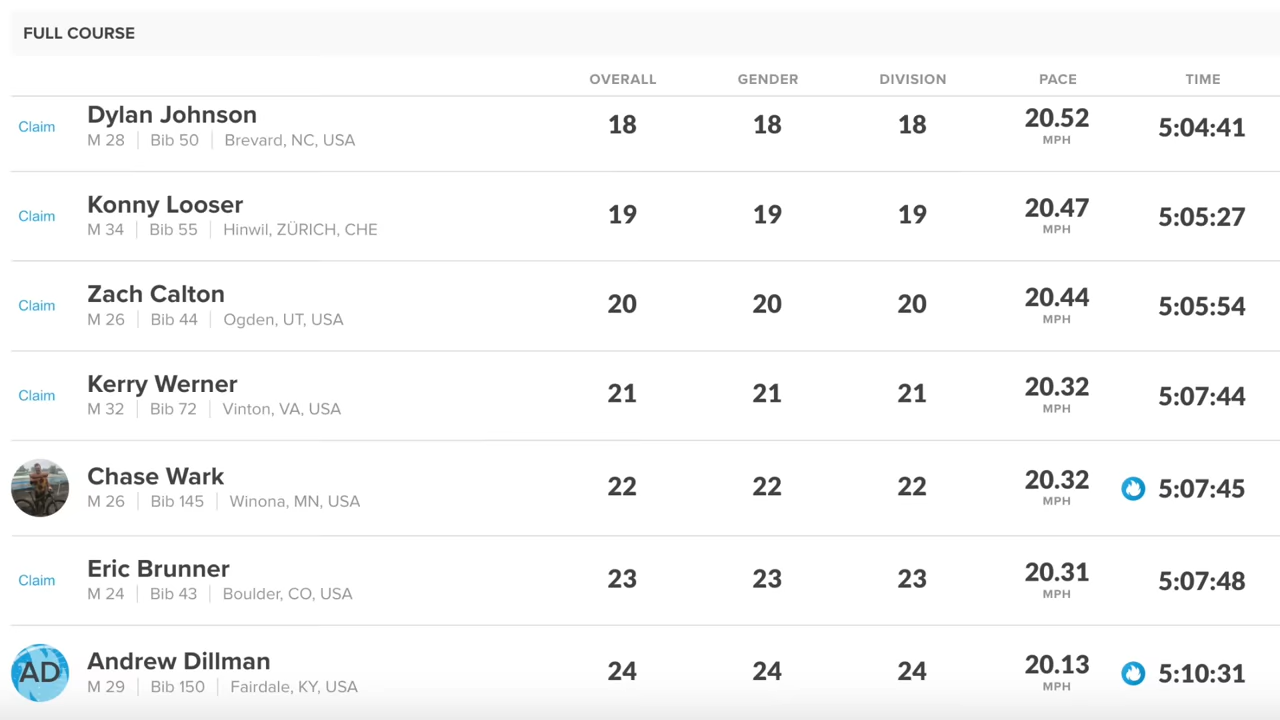 FULL COURSE
OVERALL GENDER DIVISION PACE TIME
Claim Dylan Johnson 18 18 18 20.52 5:04:41
M 28 Bib 50 Brevard, NC, USA MPH
Claim Konny Looser 19 19 19 20.47 5:05:27
M 34 Bib 55 Hinwil, ZÜRICH, CHE MPH
Claim Zach Calton 20 20 20 20.44 5:05:54
M 26 Bib 44 Ogden, UT, USA MPH
Claim Kerry Werner 21 21 21 20.32 5:07:44
M 32 Bib 72 Vinton, VA, USA MPH
Chase Wark 22 22 22 20.32 5:07:45
M 26 Bib 145 Winona, MN, USA MPH
Claim Eric Brunner 23 23 23 20.31 5:07:48
M 24 Bib 43 Boulder, CO, USA MPH
AD Andrew Dillman 24 24 24 20.13 5:10:31
M 29 Bib 150 Fairdale, KY, USA MPH